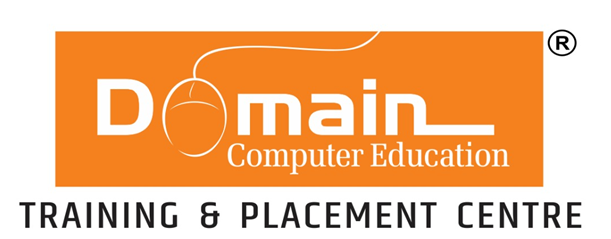 Domain ®
Computer Education
TRAINING & PLACEMENT CENTRE